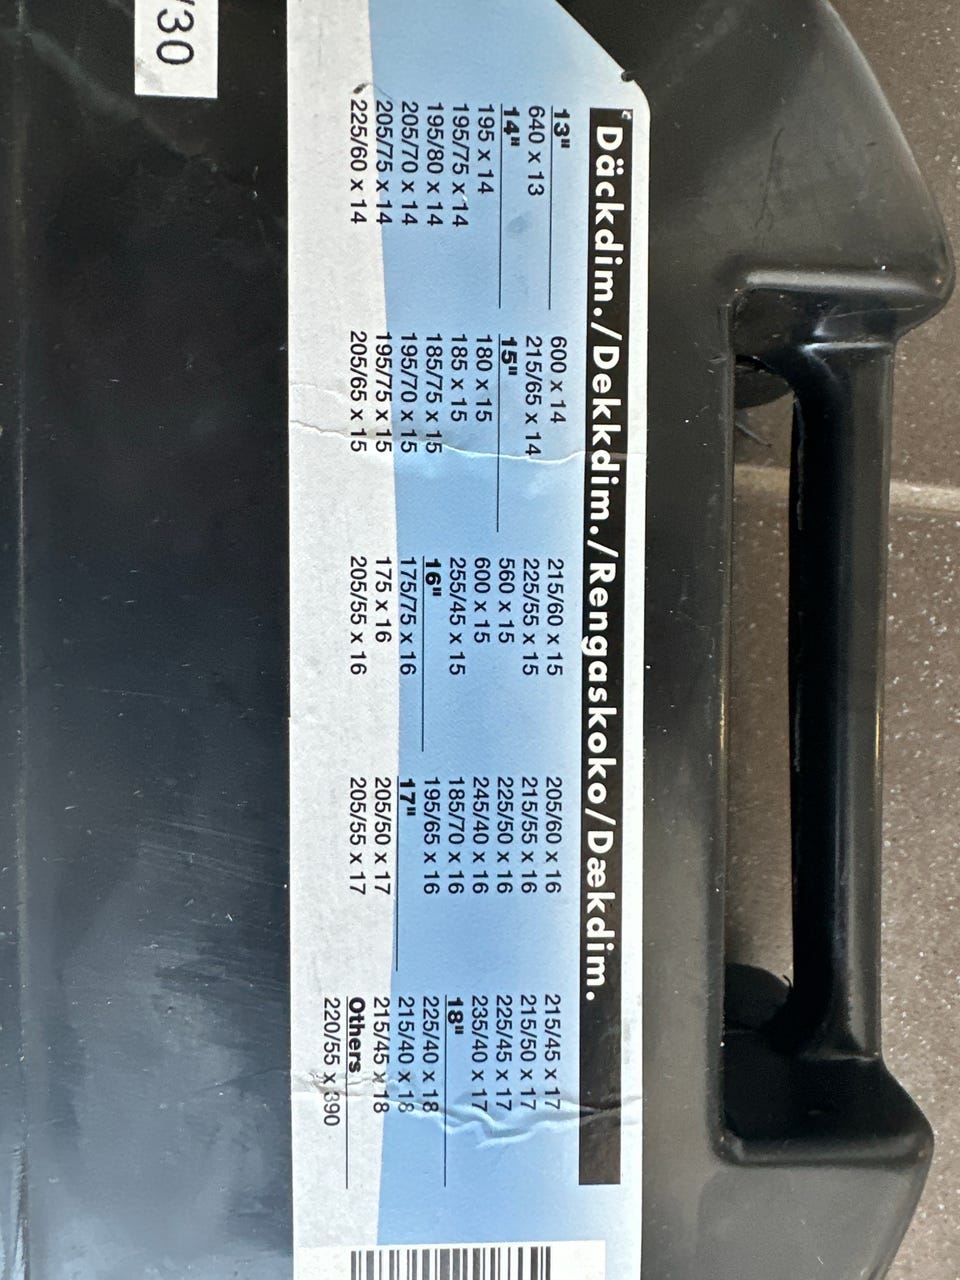 /30
Däckdim./Dekkdim./Rengaskoko/Dækdim.
13"
640 x 13
14"
195 x 14
195/75 x 14
195/80 x 14
205/70 x 14
205/75 x 14
225/60 x 14
600 x 14
215/65 x 14
15"
180 x 15
185 x 15
185/75 x 15
195/70 x 15
195/75 x 15
205/65 x 15
215/60 x 15
225/55 x 15
560 x 15
600 x 15
255/45 x 15
16"
175/75 x 16
175 x 16
205/55 x 16
205/60 x 16
215/55 x 16
225/50 x 16
245/40 x 16
185/70 x 16
195/65 x 16
17"
205/50 x 17
205/55 x 17
215/45 x 17
215/50 x 17
225/45 x 17
235/40 x 17
18"
225/40 x 18
215/40 x 18
215/45 x 18
Others
220/55 x 390